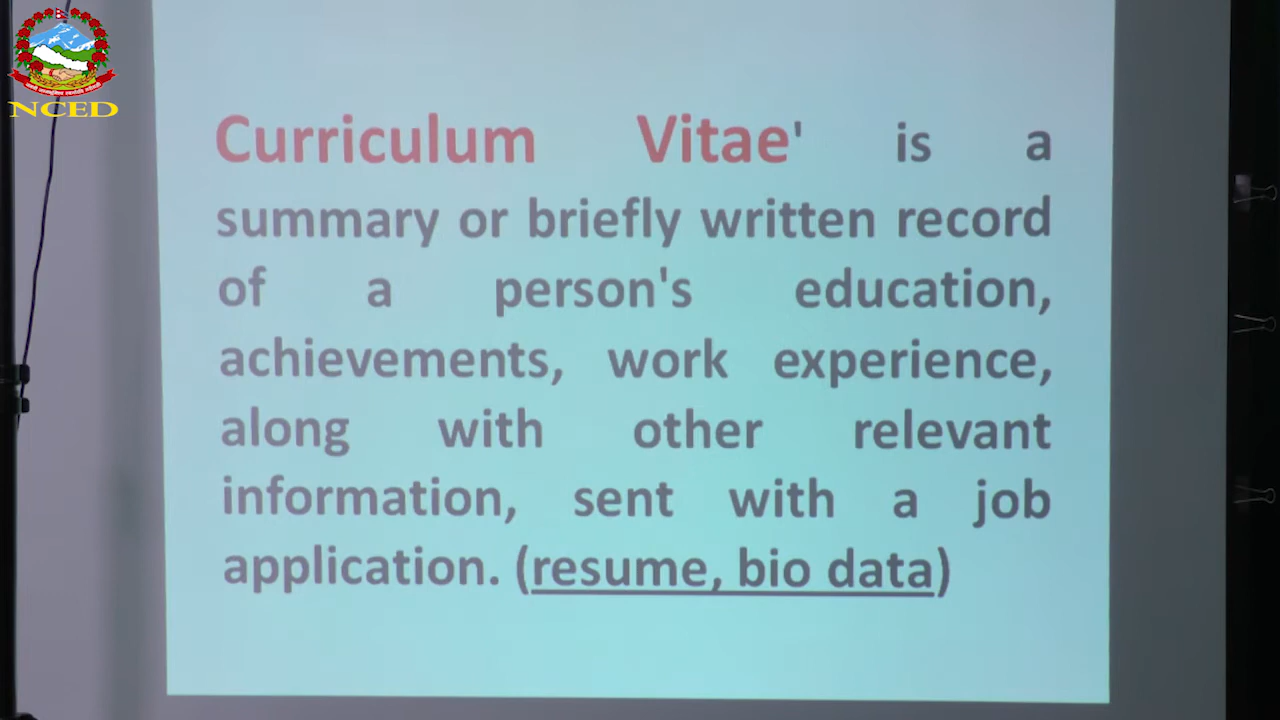 NCED
Curriculum Vitae' is a
summary or briefly written record
of a person's education,
achievements, work experience,
along with other relevant
information, sent with a job
application. (resume, bio data)